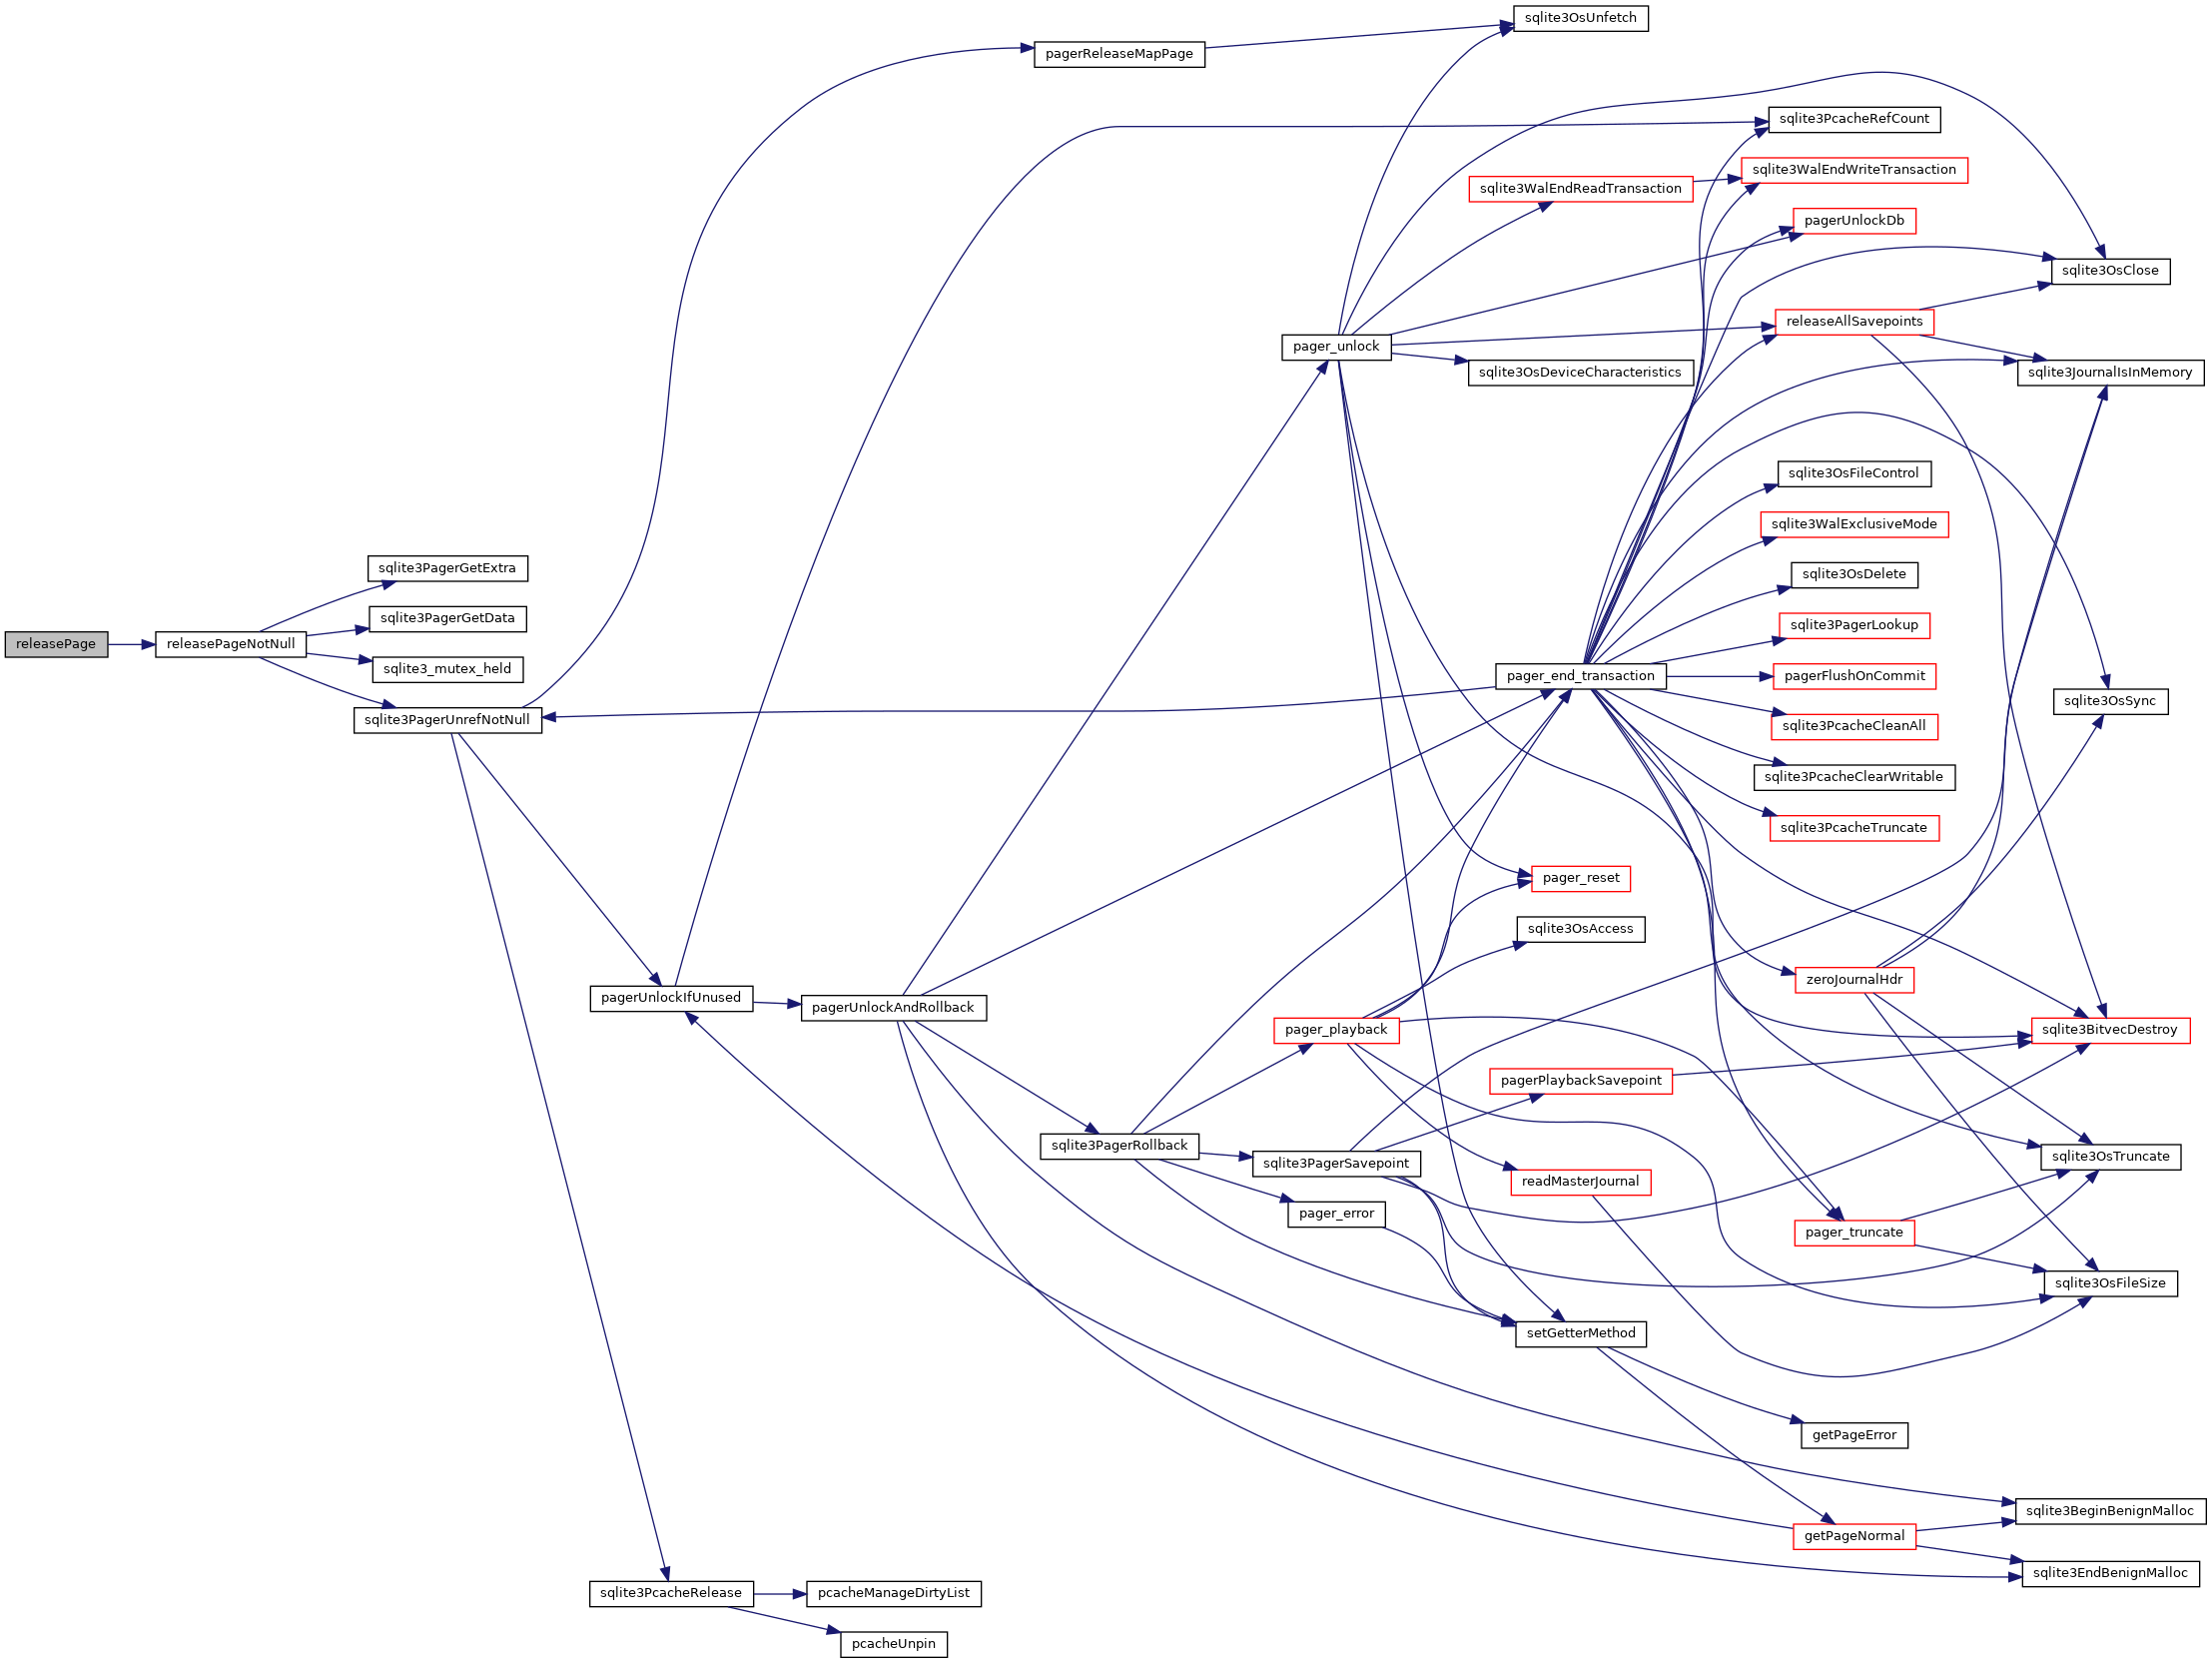 sqlite3OsUnfetch
pagerReleaseMapPage
sqlite3PcacheRefCount
sqlite3WalEndWriteTransaction
sqlite3WalEndReadTransaction
pagerUnlockDb
sqlite3OsClose
releaseAllSavepoints
pager_unlock
sqlite3OsDeviceCharacteristics
sqlite3JournalIsInMemory
sqlite3OsFileControl
sqlite3WalExclusiveMode
sqlite3PagerGetExtra
sqlite3OsDelete
sqlite3PagerGetData
sqlite3PagerLookup
releasePage
releasePageNotNull
sqlite3_mutex_held
pager_end_transaction
pagerFlushOnCommit
sqlite3OsSync
sqlite3PagerUnrefNotNull
sqlite3PcacheCleanAll
sqlite3PcacheClearWritable
sqlite3PcacheTruncate
pager_reset
sqlite3OsAccess
zeroJournalHdr
pagerUnlockIfUnused
pagerUnlockAndRollback
pager_playback
sqlite3BitvecDestroy
pagerPlaybackSavepoint
sqlite3PagerRollback
sqlite3PagerSavepoint
sqlite3OsTruncate
readMasterJournal
pager_error
pager_truncate
sqlite3OsFileSize
setGetterMethod
getPageError
sqlite3BeginBenignMalloc
getPageNormal
sqlite3EndBenignMalloc
sqlite3PcacheRelease
pcacheManageDirtyList
pcacheUnpin